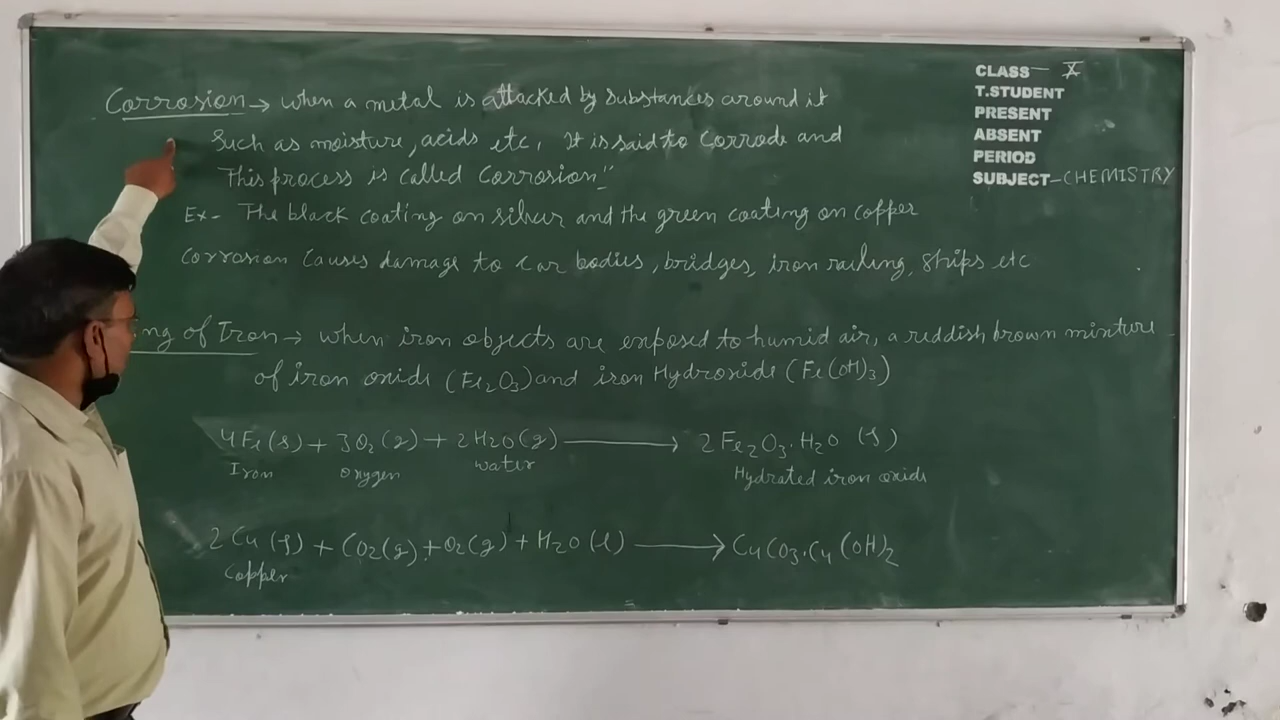 CLASS - X
T.STUDENT
PRESENT
ABSENT
PERIOD
SUBJECT - CHEMISTRY
Corrosion → when a metal is attacked by substances around it
Such as moisture, acids etc, It is said to Corrode and
This process is called Corrosion"
Ex- The black coating on silver and the green coating on copper
Corrosion Causes damage to Car bodies, bridges, iron railing, ships etc
ng of Iron → when iron objects are exposed to humid air, a reddish brown mixture
of iron oxide (Fe2O3) and iron Hydroxide (Fe(OH)3)
4Fe(s) + 3O2(g) + 2H2O(g) ⟶ 2Fe2O3.H2O (s)
Iron oxygen water Hydrated iron oxide
2Cu (s) + CO2(g) + O2(g) + H2O(l) ⟶ CuCO3.Cu(OH)2
Copper